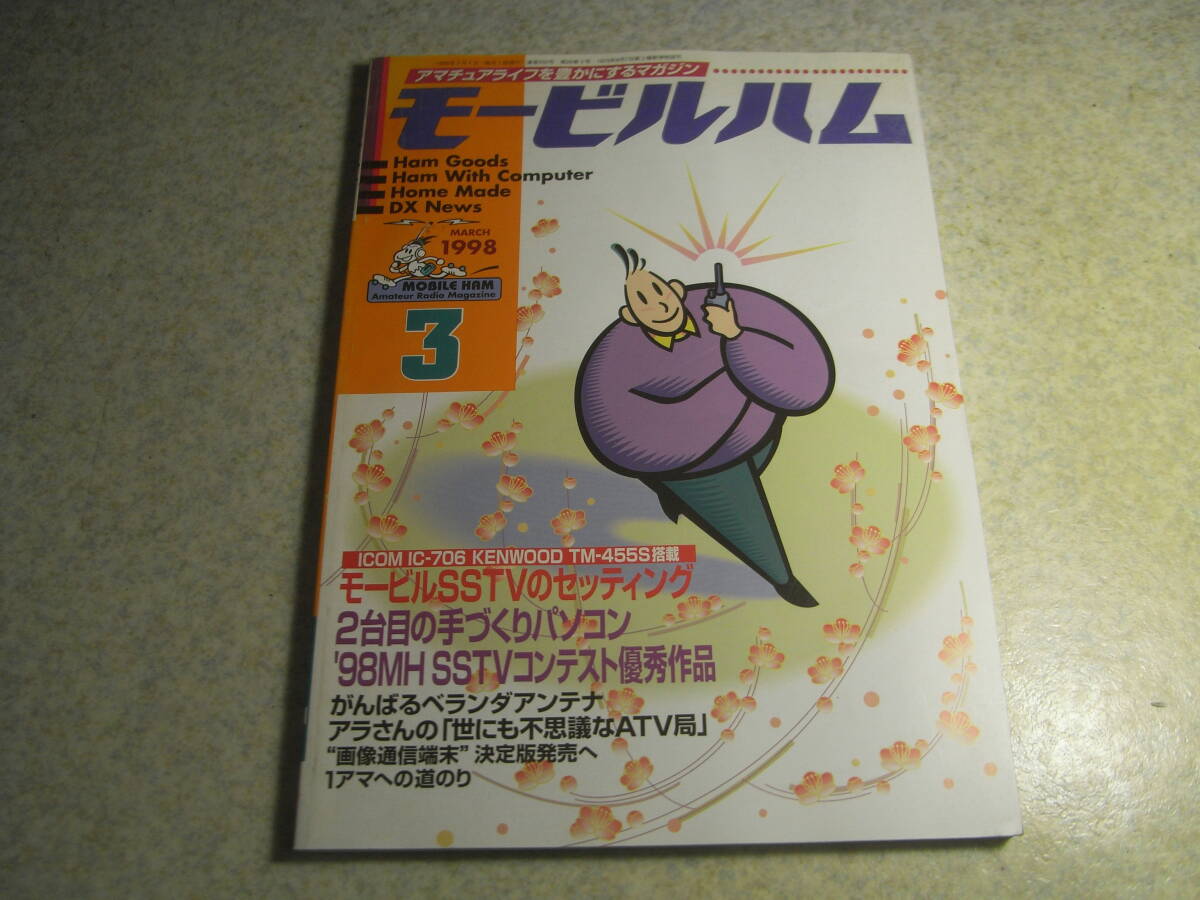 アマチュアライフを豊かにするマガジン
モービルハム
Ham Goods
Ham With Computer
Home Made
DX News
MARCH
1998
MOBILE HAM
Amateur Radio Magazine
3
ICOM IC-706 KENWOOD TM-455S搭載
モービルSSTVのセッティング
2台目の手づくりパソコン
'98MH SSTVコンテスト優秀作品
がんばるベランダアンテナ
アラさんの「世にも不思議なATV局」
“画像通信端末”決定版発売へ
1アマへの道のり